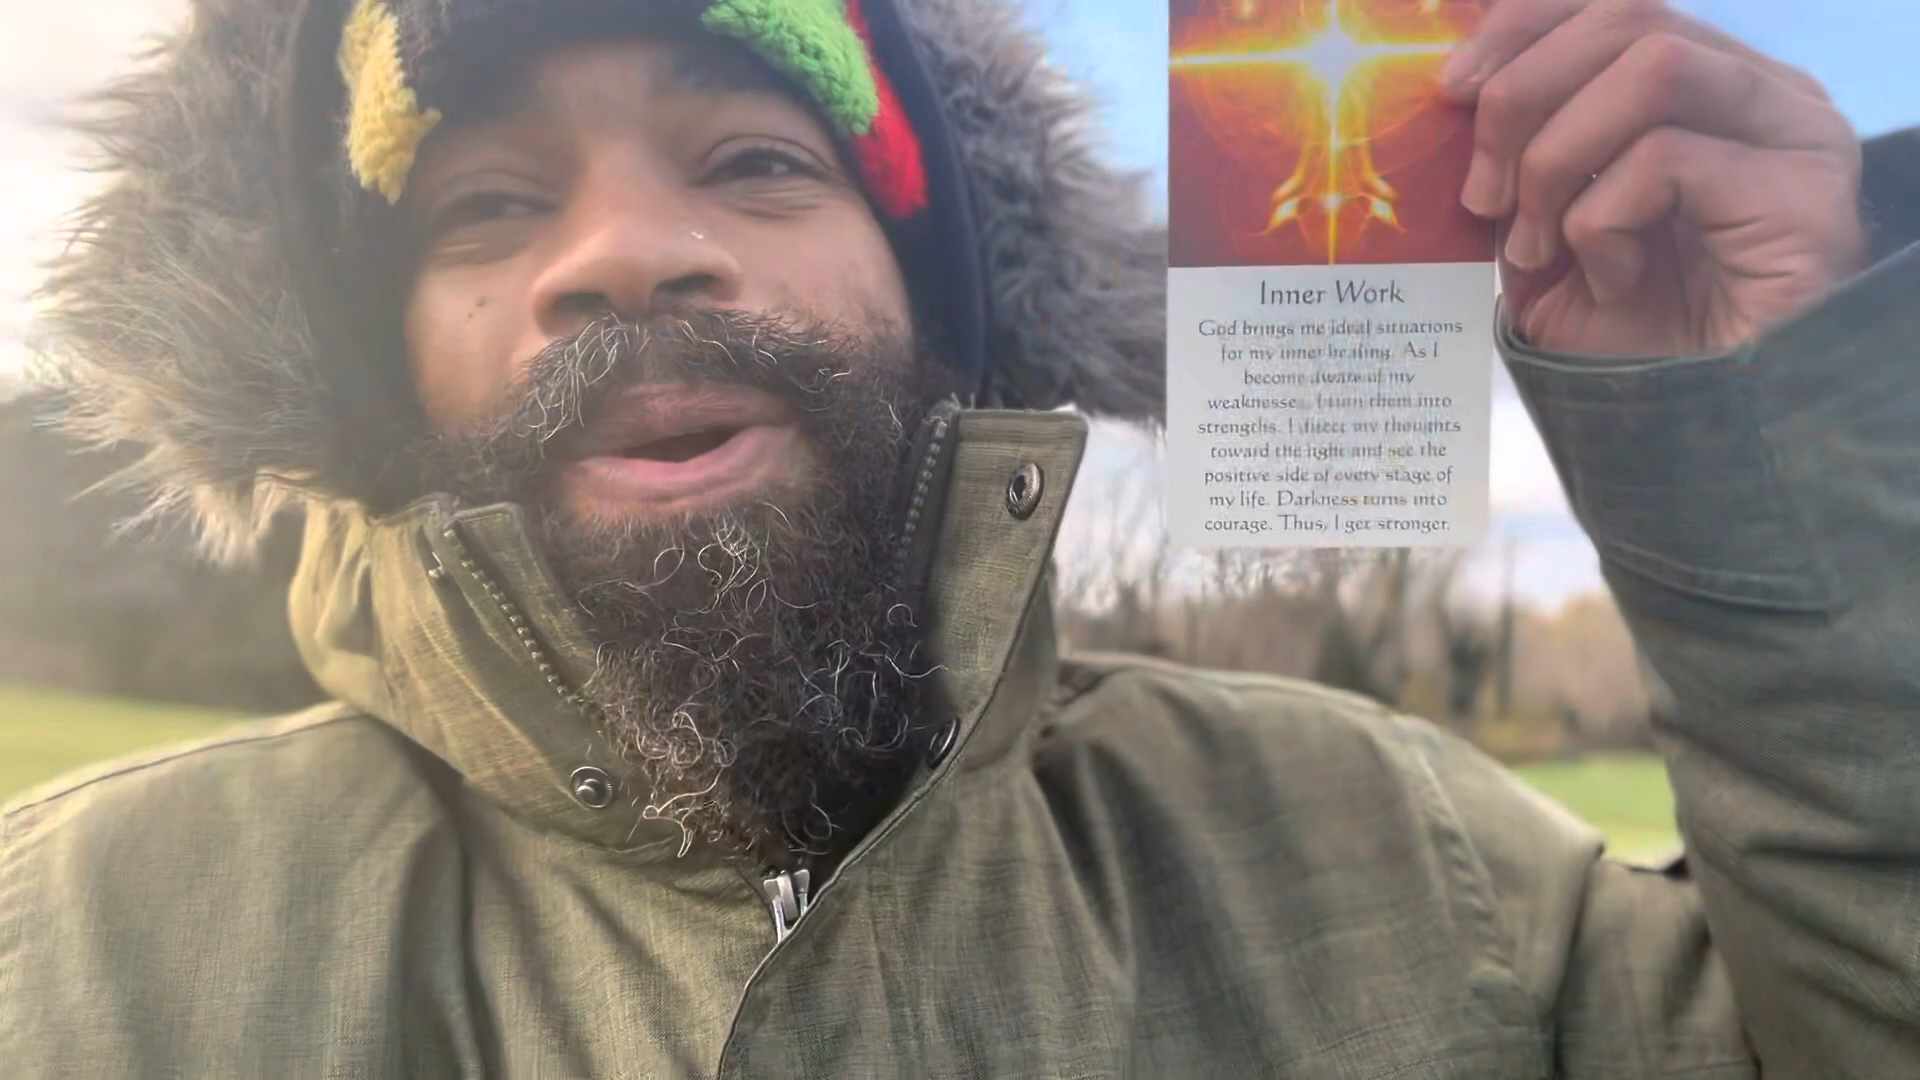 Inner Work
God brings me ideal situations
for my inner healing. As I
become aware of my
weaknesses, I turn them into
strengths. I direct my thoughts
toward the light and see the
positive side of every stage of
my life. Darkness turns into
courage. Thus, I get stronger.